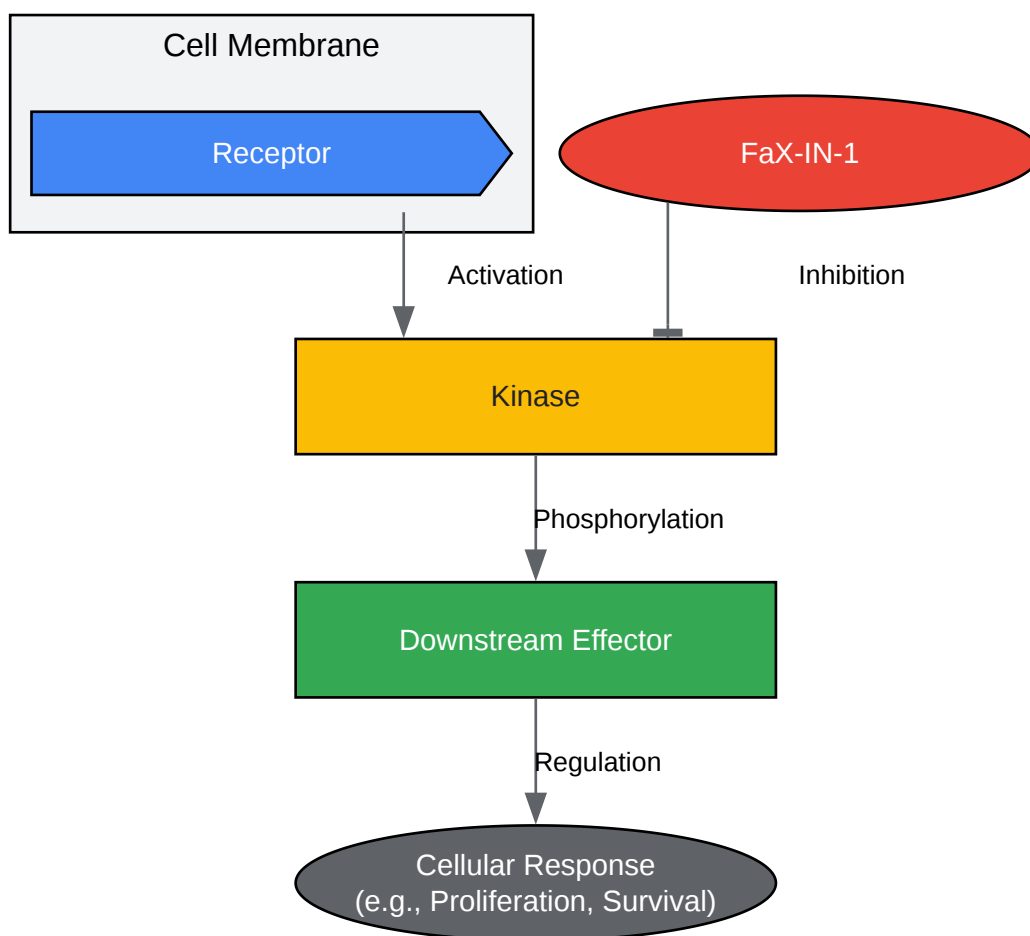 Cell Membrane
Receptor
FaX-IN-1
Activation
Inhibition
Kinase
Phosphorylation
Downstream Effector
Regulation
Cellular Response
(e.g., Proliferation, Survival)